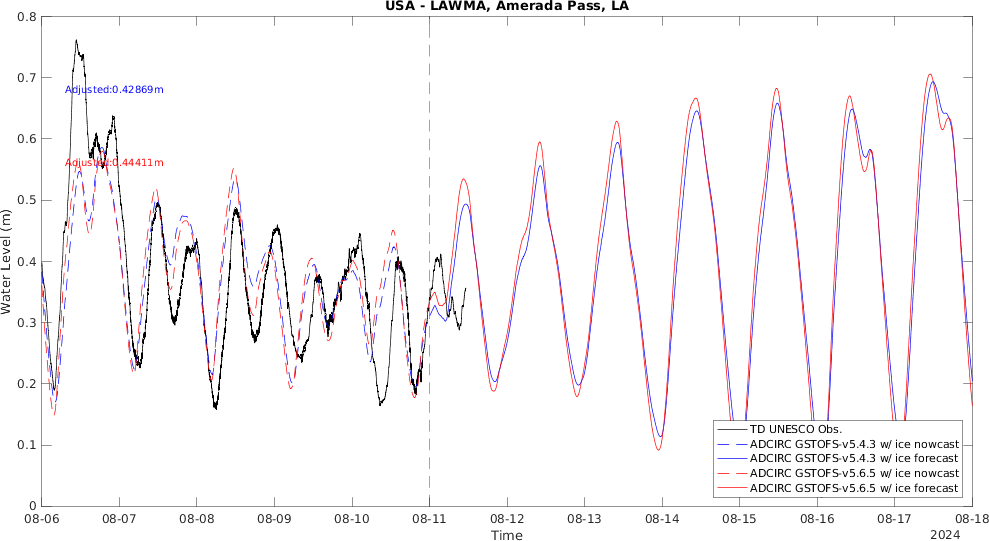 USA - LAWMA, Amerada Pass, LA
0.8
0.7
0.6
0.5
0.4
0.3
0.2
0.1
0
Water Level (m)
Adjusted:0.42869m
Adjusted:0.44411m
TD UNESCO Obs.
ADCIRC GSTOFS-v5.4.3 w/ ice nowcast
ADCIRC GSTOFS-v5.4.3 w/ ice forecast
ADCIRC GSTOFS-v5.6.5 w/ ice nowcast
ADCIRC GSTOFS-v5.6.5 w/ ice forecast
08-06 08-07 08-08 08-09 08-10 08-11 08-12 08-13 08-14 08-15 08-16 08-17 08-18
Time
2024